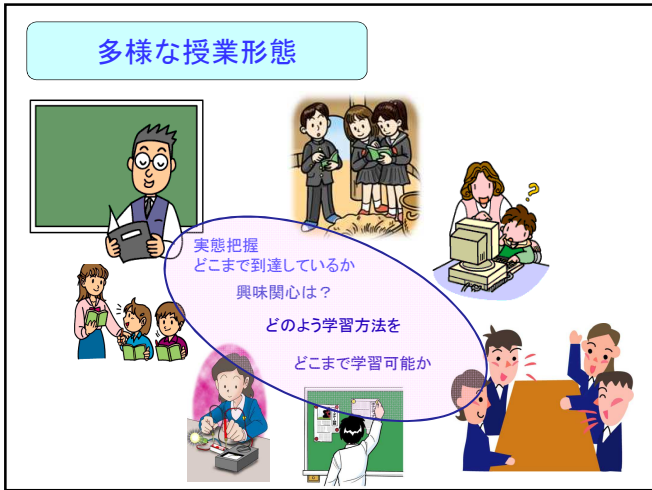 多様な授業形態
実態把握
どこまで到達しているか
興味関心は？
どのよう学習方法を
どこまで学習可能か
?